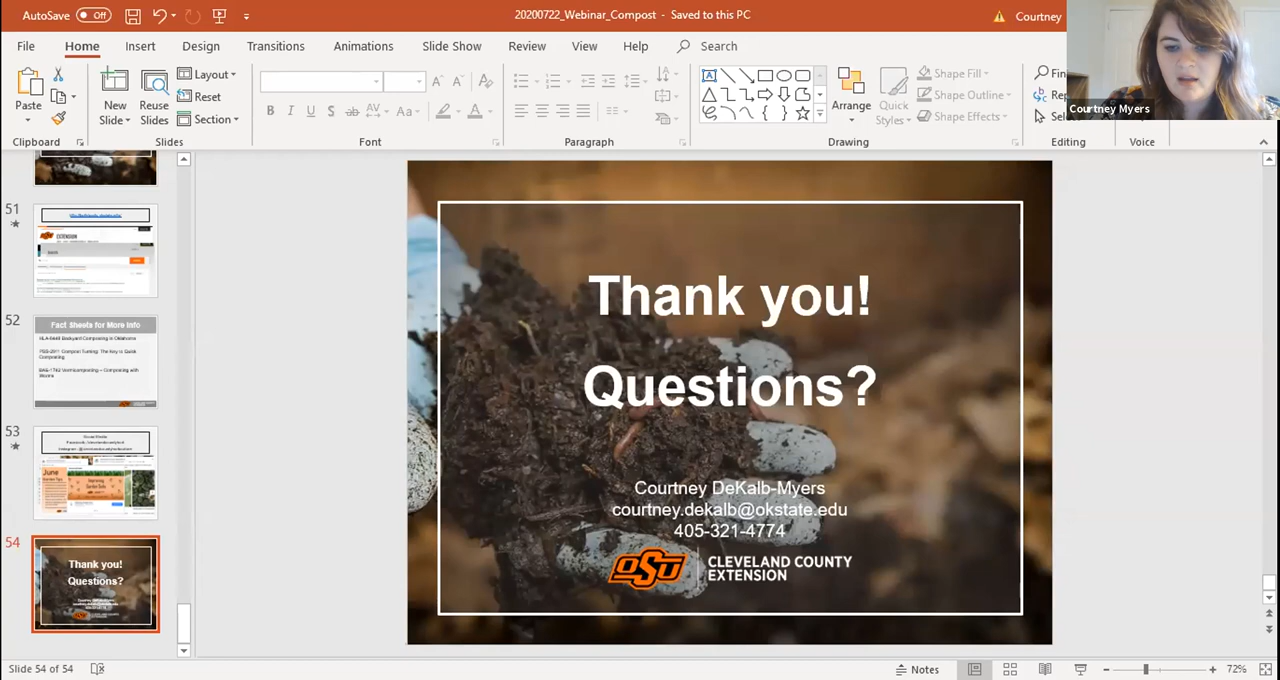 AutoSave Off
20200722_Webinar_Compost - Saved to this PC
Courtney
File Home Insert Design Transitions Animations Slide Show Review View Help Search
Paste
New Slide
Reuse Slides
Layout
Reset
Section
B I U S ab AV Aa A
Arrange
Quick Styles
Shape Fill
Shape Outline
Shape Effects
Courtney Myers
Clipboard Slides Font Paragraph Drawing Editing Voice
51
EXTENSION
52
Fact Sheets for More Info
53
June
54
Thank you!
Questions?
Thank you!
Questions?
Courtney DeKalb-Myers
courtney.dekalb@okstate.edu
405-321-4774
OSU CLEVELAND COUNTY
EXTENSION
Slide 54 of 54
Notes
72%